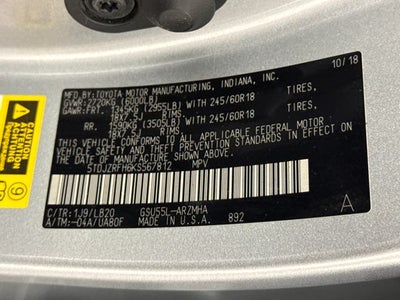 MFD.BY:TOYOTA MOTOR MANUFACTURING, INDIANA, INC. 10/18
GVWR:2720KG (6000LB)
GAWR:FRT. 1345KG (2955LB) WITH 245/60R18 TIRES,
18X7.5J RIMS
RR. 1590KG (3505LB) WITH 245/60R18 TIRES,
18X7.5J RIMS
THIS VEHICLE CONFORMS TO ALL APPLICABLE FEDERAL MOTOR
VEHICLE SAFETY AND THEFT PREVENTION STANDARDS IN
EFFECT ON THE DATE OF MANUFACTURE SHOWN ABOVE.
5TDJZRFH6KS567812 MPV
C/TR:1J9/LB20 GSU55L-ARZMHA A
A/TM:-04A/UA80F MADE IN U.S.A. 892
CAUTION